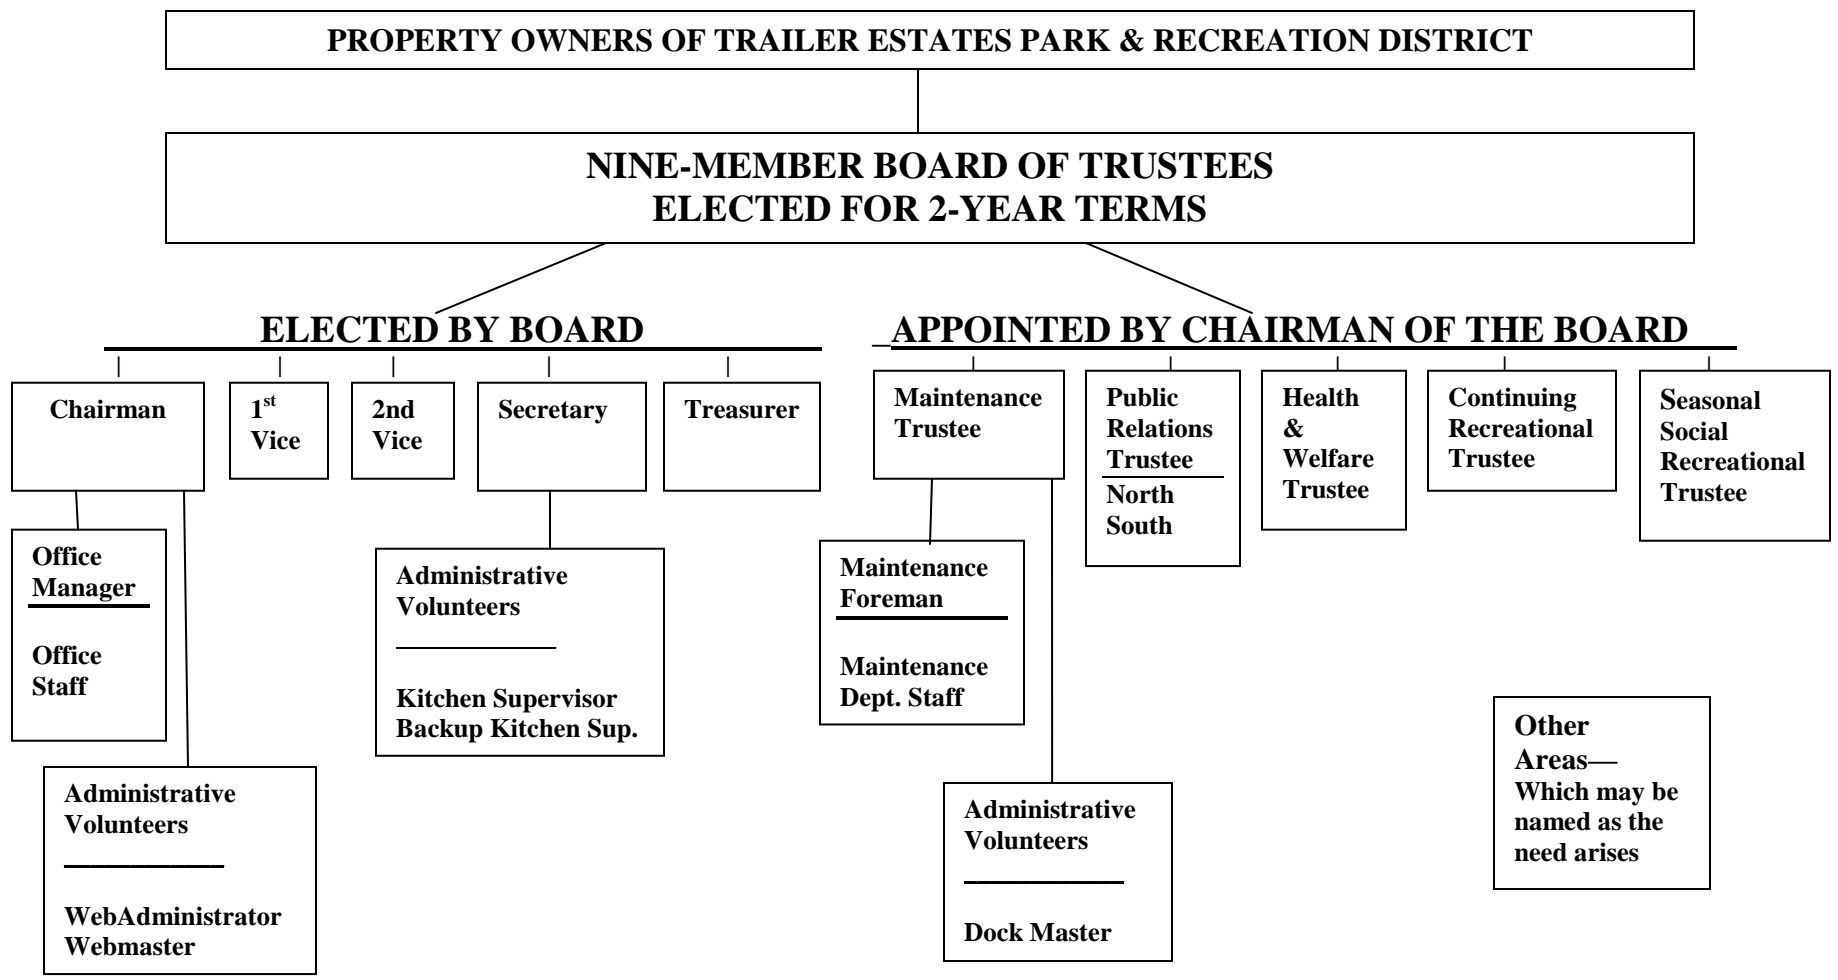 PROPERTY OWNERS OF TRAILER ESTATES PARK & RECREATION DISTRICT
NINE-MEMBER BOARD OF TRUSTEES
ELECTED FOR 2-YEAR TERMS
ELECTED BY BOARD
_APPOINTED BY CHAIRMAN OF THE BOARD
Chairman
1st
Vice
2nd
Vice
Secretary
Treasurer
Maintenance
Trustee
Public
Relations
Trustee
North
South
Health
&
Welfare
Trustee
Continuing
Recreational
Trustee
Seasonal
Social
Recreational
Trustee
Office
Manager
Office
Staff
Administrative
Volunteers
Kitchen Supervisor
Backup Kitchen Sup.
Maintenance
Foreman
Maintenance
Dept. Staff
Other
Areas—
Which may be
named as the
need arises
Administrative
Volunteers
WebAdministrator
Webmaster
Administrative
Volunteers
Dock Master